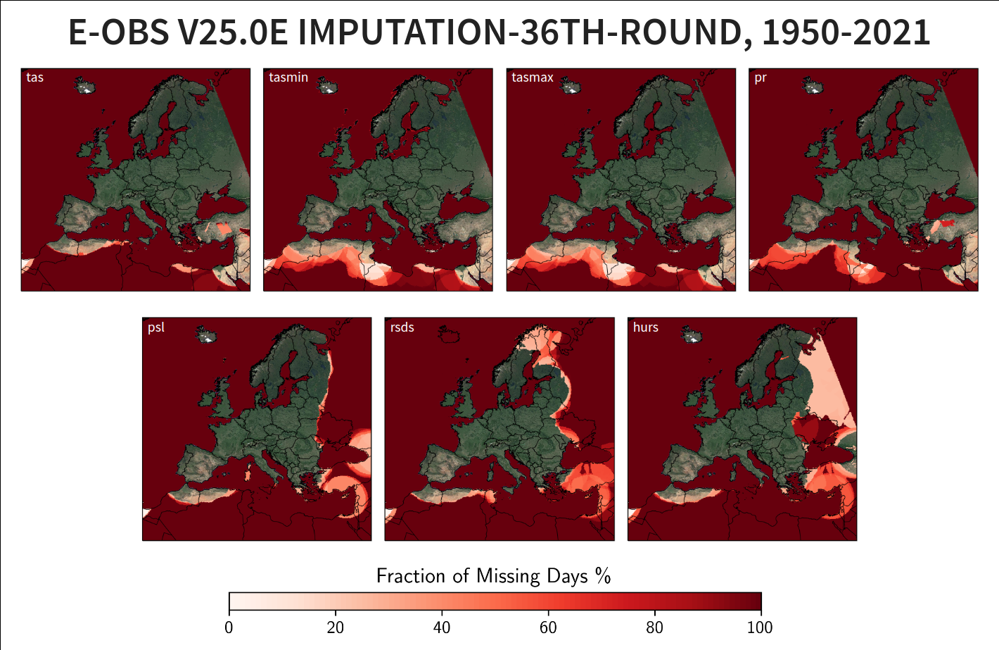 E-OBS V25.0E IMPUTATION-36TH-ROUND, 1950-2021
tas
tasmin
tasmax
pr
psl
rsds
hurs
Fraction of Missing Days %
0 20 40 60 80 100